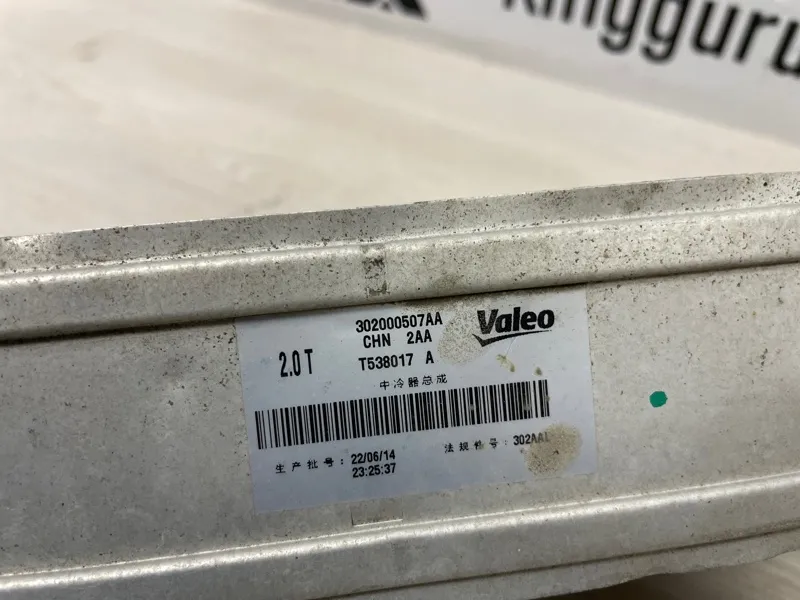 kingguru
302000507AA
Valeo
CHN 2AA
2.0T
T538017 A
中冷器总成
生产批号: 22/06/14
23:25:37
法规件号: 302AA